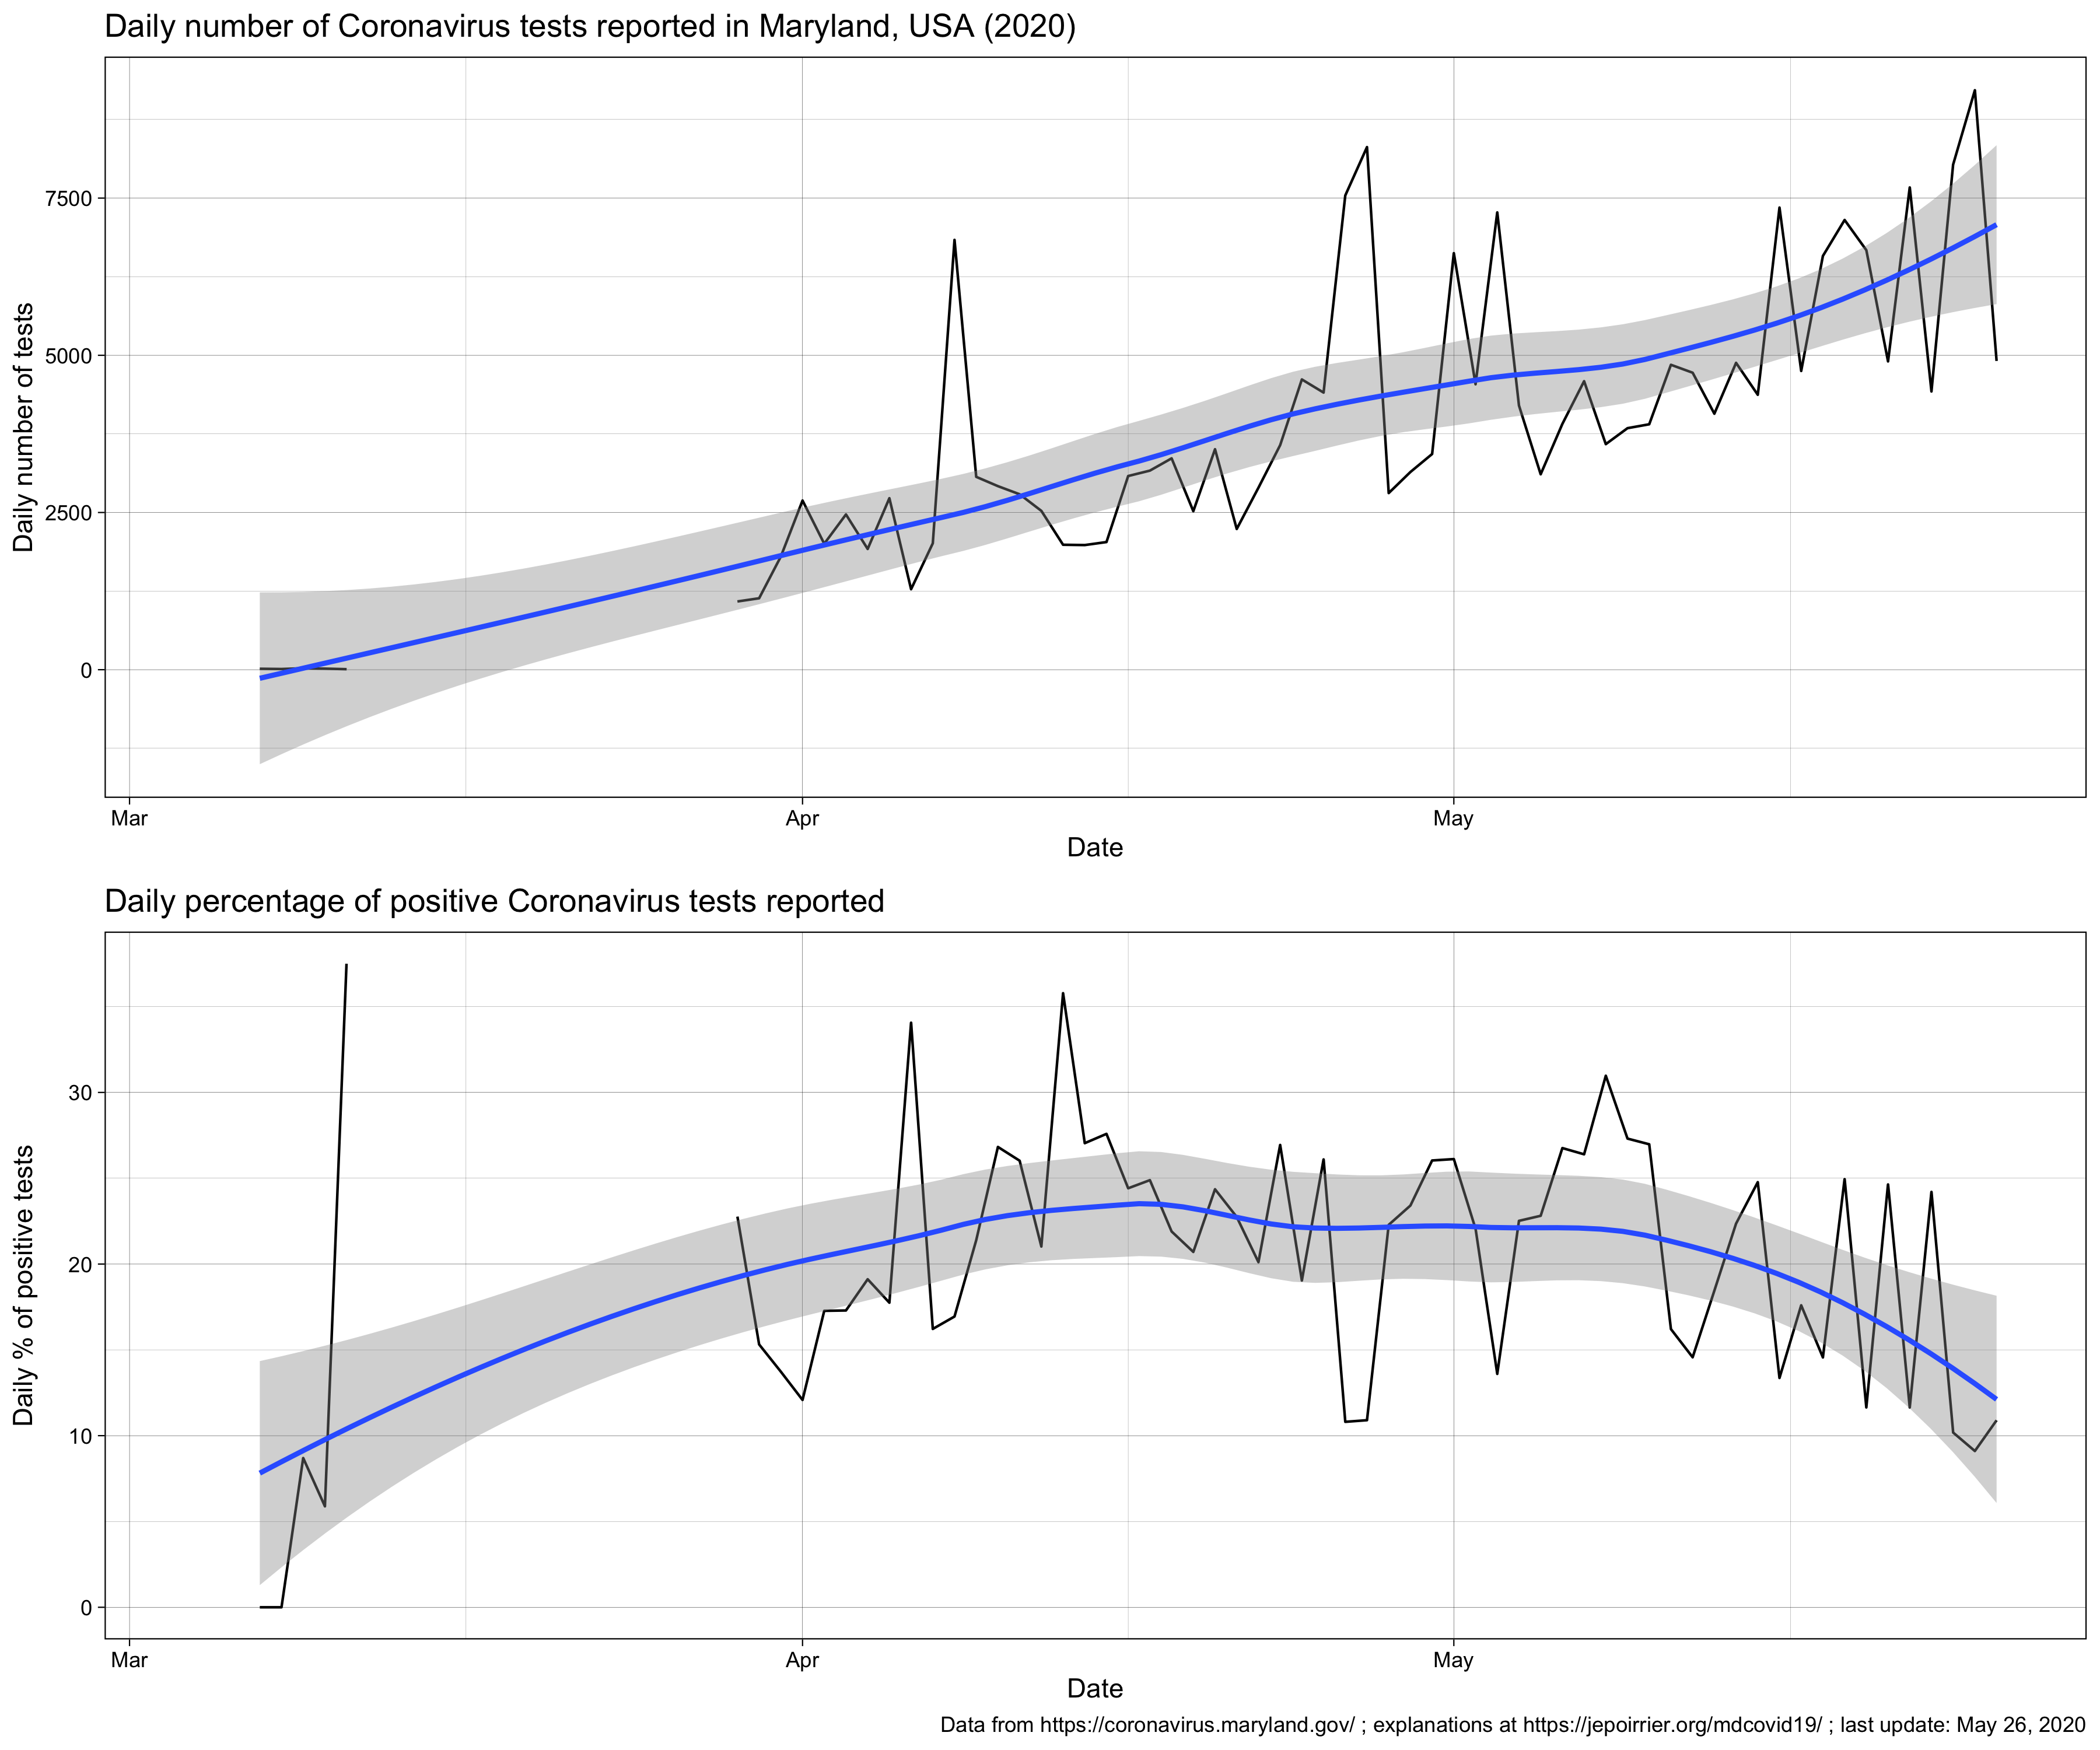 Daily number of Coronavirus tests reported in Maryland, USA (2020)
Daily number of tests
7500
5000
2500
0
Mar Apr May
Date
Daily percentage of positive Coronavirus tests reported
Daily % of positive tests
30
20
10
0
Mar Apr May
Date
Data from https://coronavirus.maryland.gov/ ; explanations at https://jepoirrier.org/mdcovid19/ ; last update: May 26, 2020